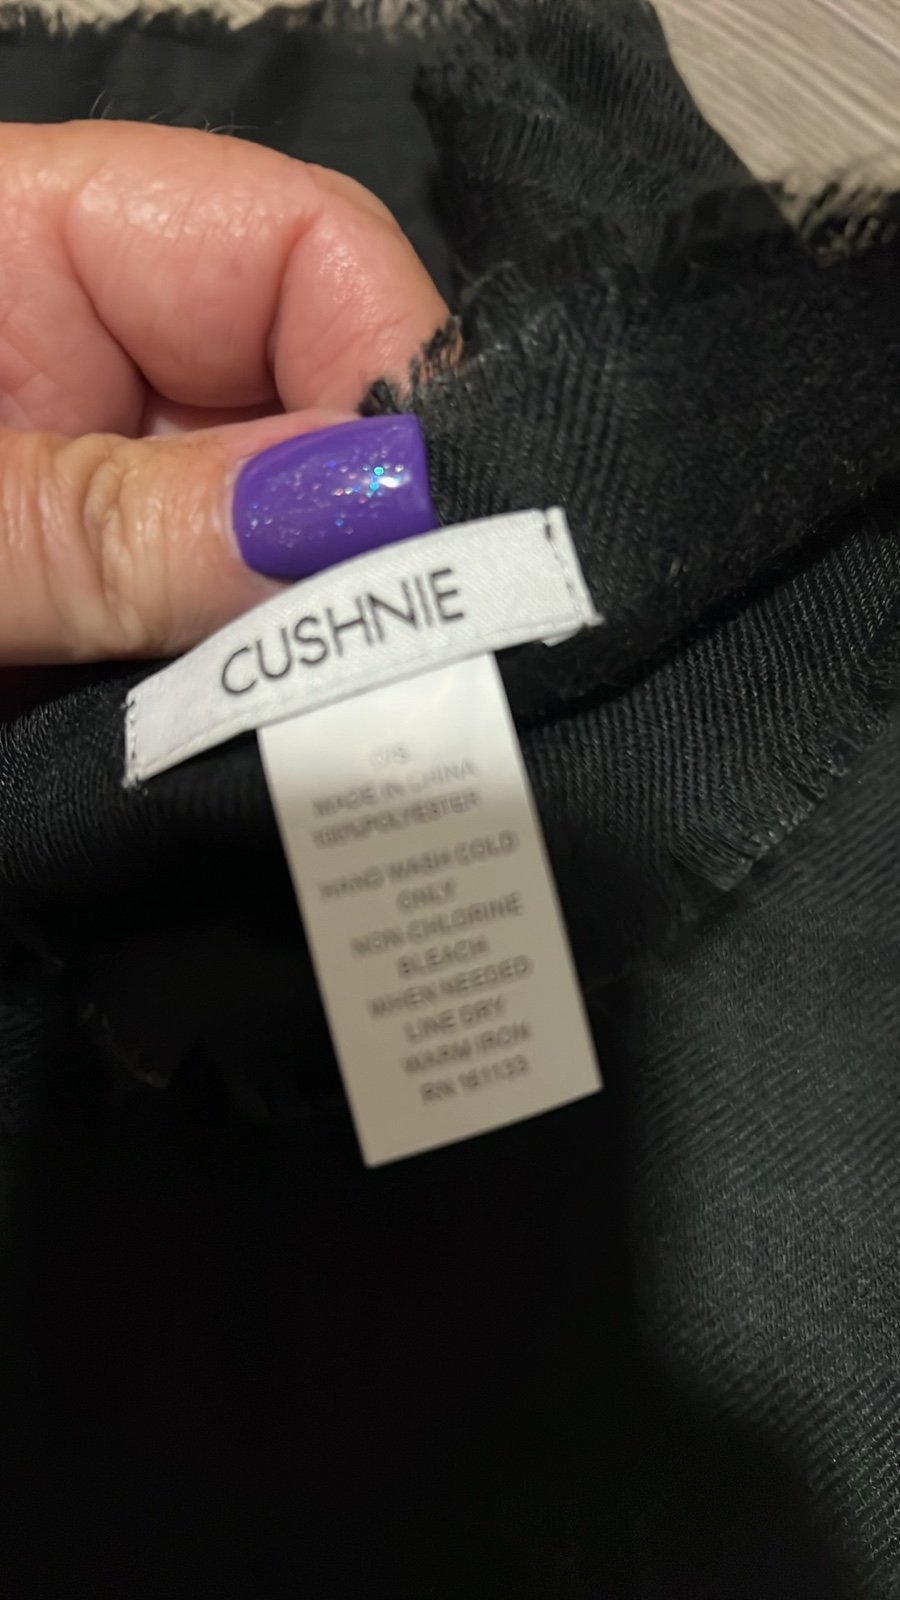 CUSHNIE
O/S
MADE IN CHINA
100%POLYESTER
HAND WASH COLD
ONLY
NON-CHLORINE
BLEACH
WHEN NEEDED
LINE DRY
WARM IRON
RN 161133